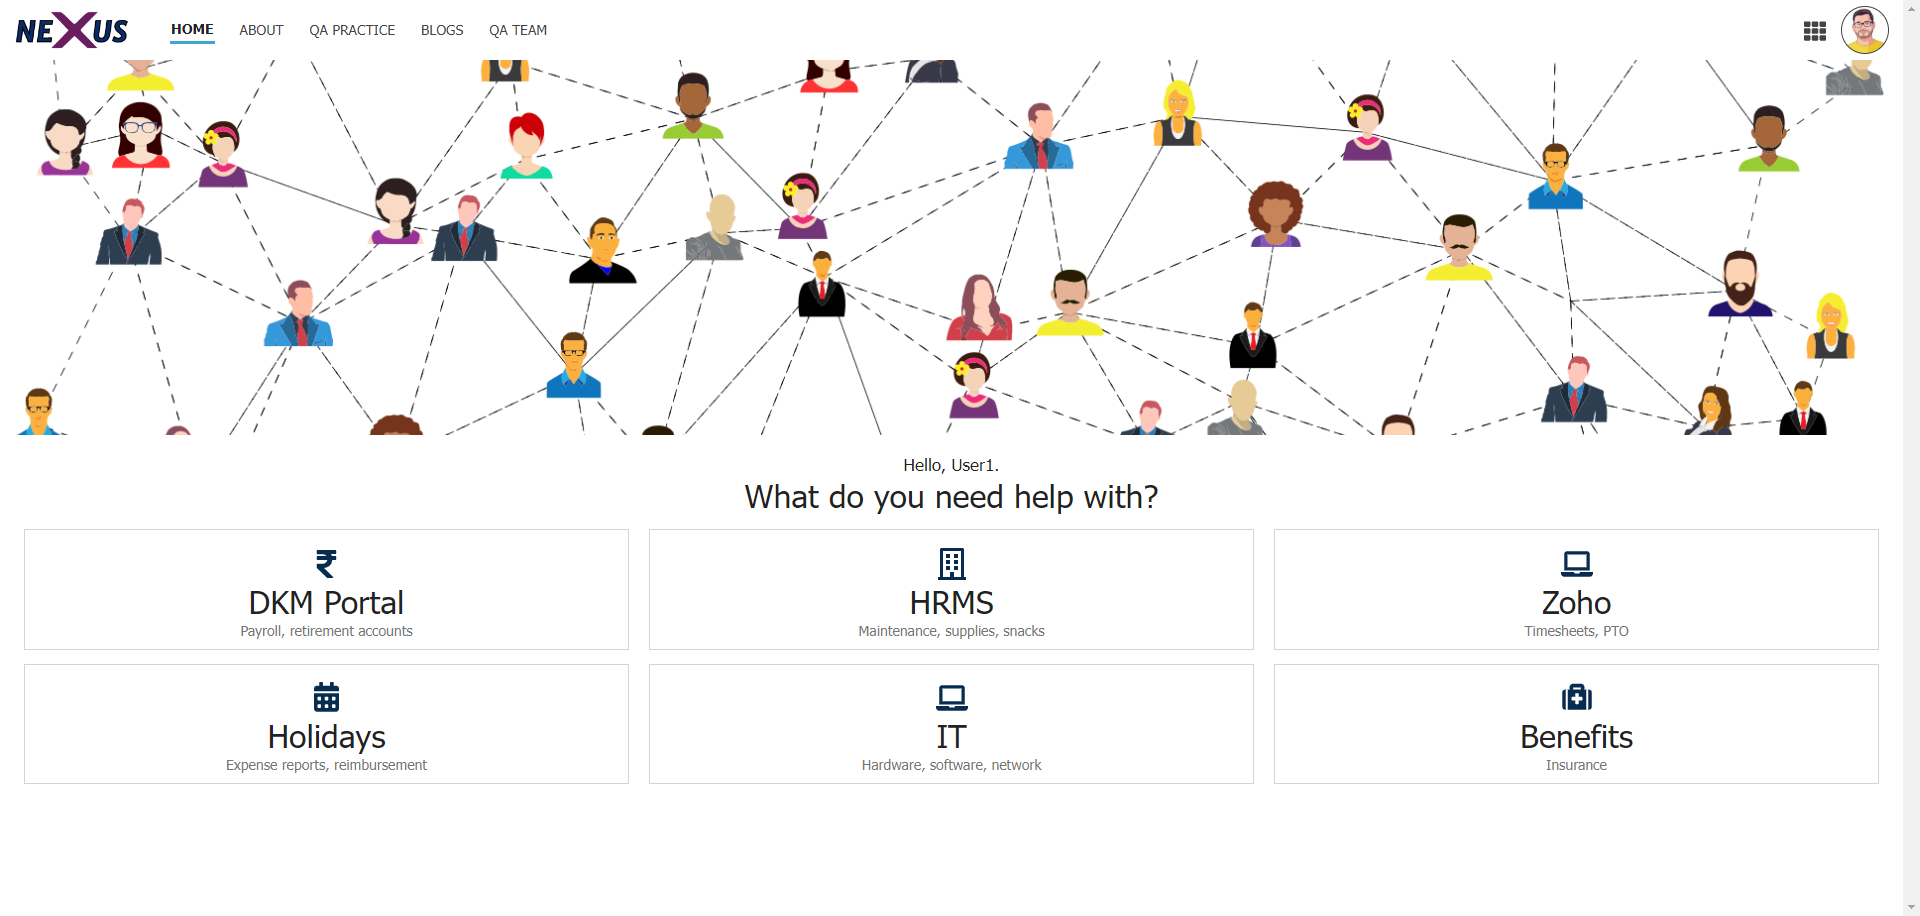 NEXUS
HOME ABOUT QA PRACTICE BLOGS QA TEAM
Hello, User1.
What do you need help with?
DKM Portal
Payroll, retirement accounts
HRMS
Maintenance, supplies, snacks
Zoho
Timesheets, PTO
Holidays
Expense reports, reimbursement
IT
Hardware, software, network
Benefits
Insurance